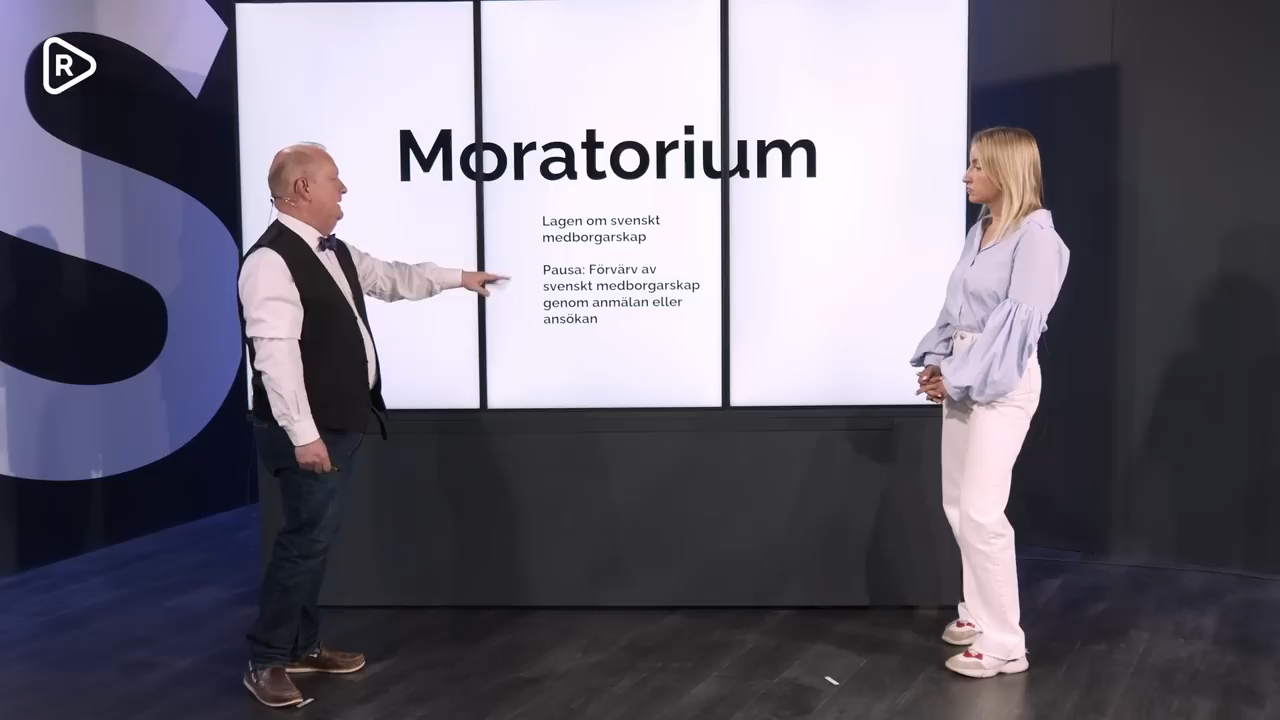 R
Moratorium
Lagen om svenskt
medborgarskap
Pausa: Förvärv av
svenskt medborgarskap
genom anmälan eller
ansökan
S